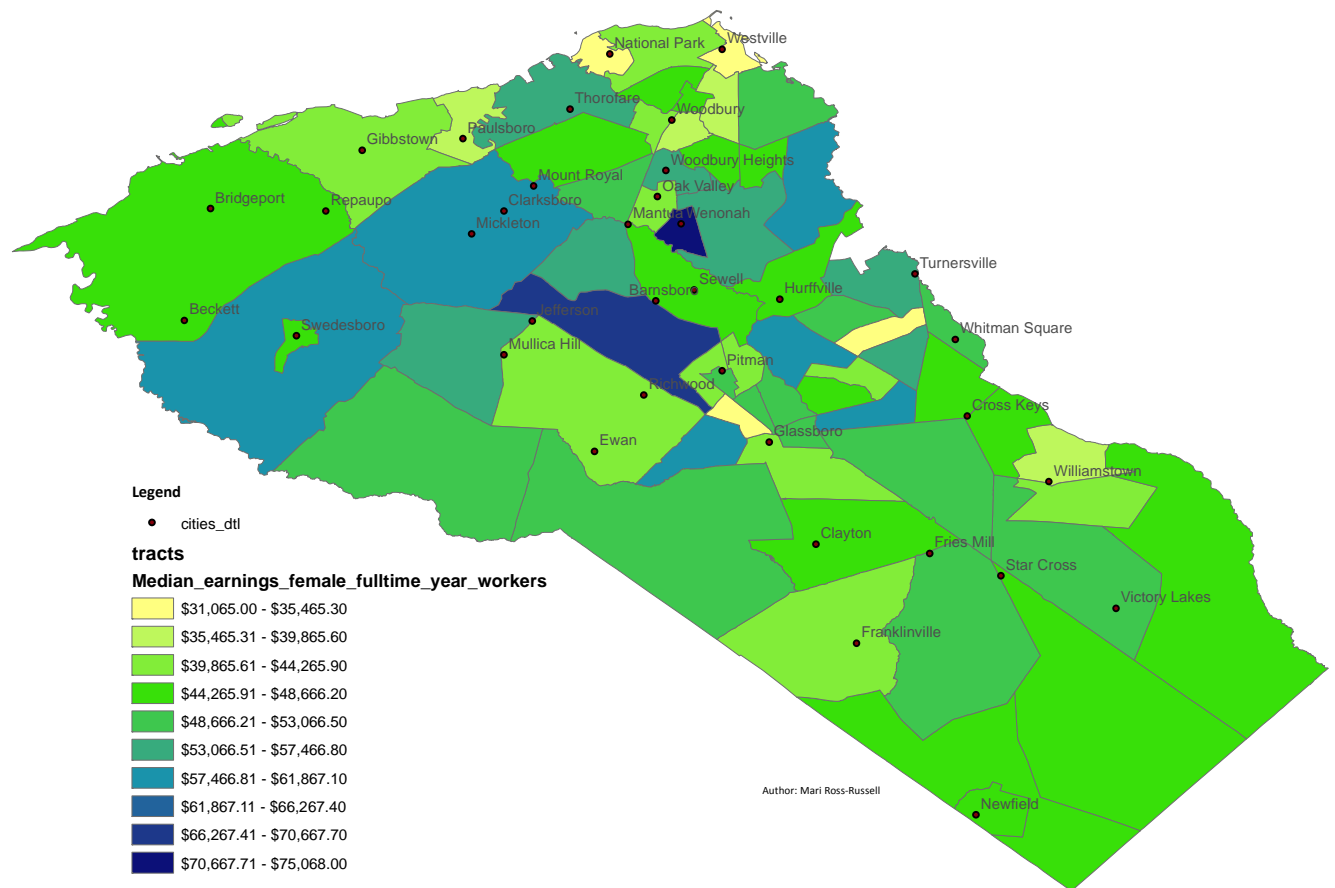 National Park
Westville
Thorofare
Woodbury
Paulsboro
Gibbstown
Woodbury Heights
Mount Royal
Oak Valley
Bridgeport
Repaupo
Clarksboro
Mickleton
Mantua
Wenonah
Turnersville
Sewell
Barnsboro
Hurffville
Beckett
Swedesboro
Jefferson
Whitman Square
Mullica Hill
Pitman
Richwood
Cross Keys
Glassboro
Ewan
Williamstown
Clayton
Fries Mill
Star Cross
Victory Lakes
Franklinville
Newfield
Legend
cities_dtl
tracts
Median_earnings_female_fulltime_year_workers
$31,065.00 - $35,465.30
$35,465.31 - $39,865.60
$39,865.61 - $44,265.90
$44,265.91 - $48,666.20
$48,666.21 - $53,066.50
$53,066.51 - $57,466.80
$57,466.81 - $61,867.10
$61,867.11 - $66,267.40
$66,267.41 - $70,667.70
$70,667.71 - $75,068.00
Author: Mari Ross-Russell